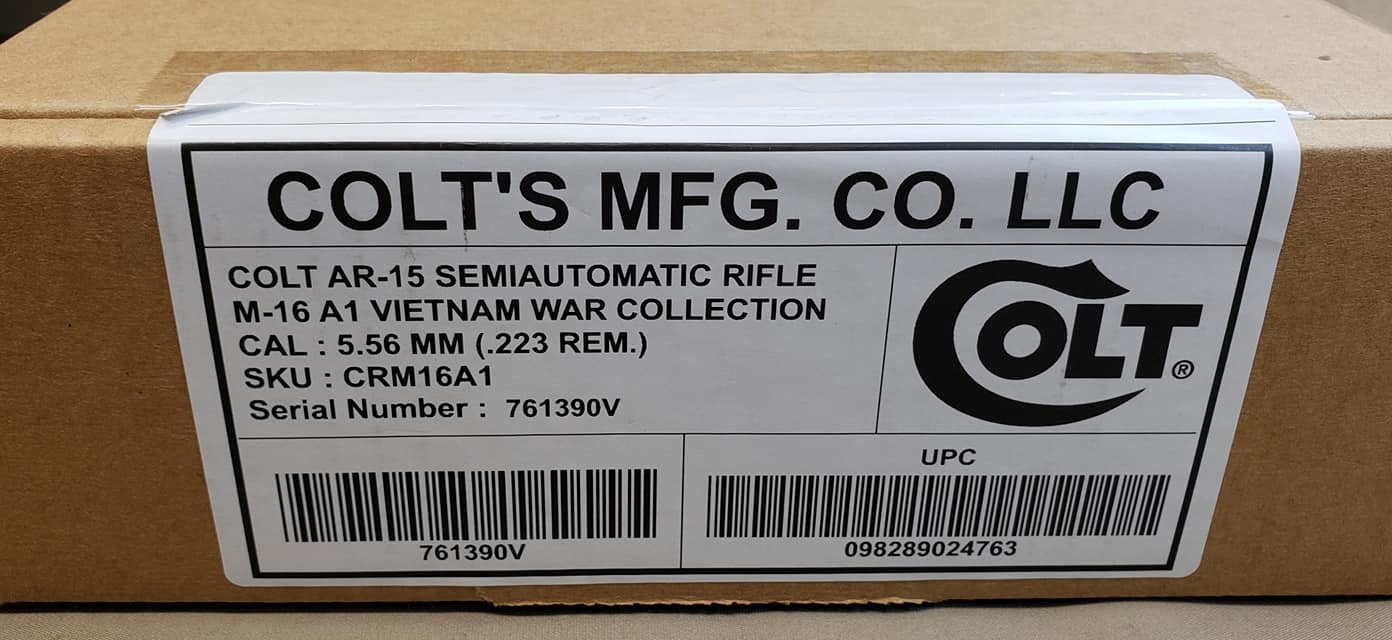 COLT'S MFG. CO. LLC
COLT AR-15 SEMIAUTOMATIC RIFLE
M-16 A1 VIETNAM WAR COLLECTION
CAL : 5.56 MM (.223 REM.)
SKU : CRM16A1
Serial Number : 761390V
COLT®
761390V
UPC
098289024763